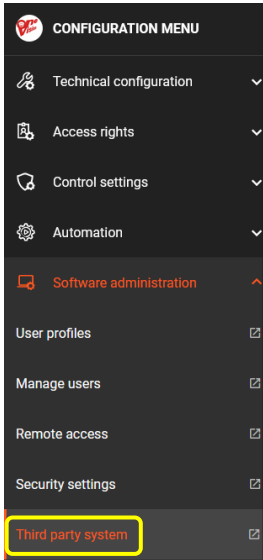 CONFIGURATION MENU
Technical configuration
Access rights
Control settings
Automation
Software administration
User profiles
Manage users
Remote access
Security settings
Third party system